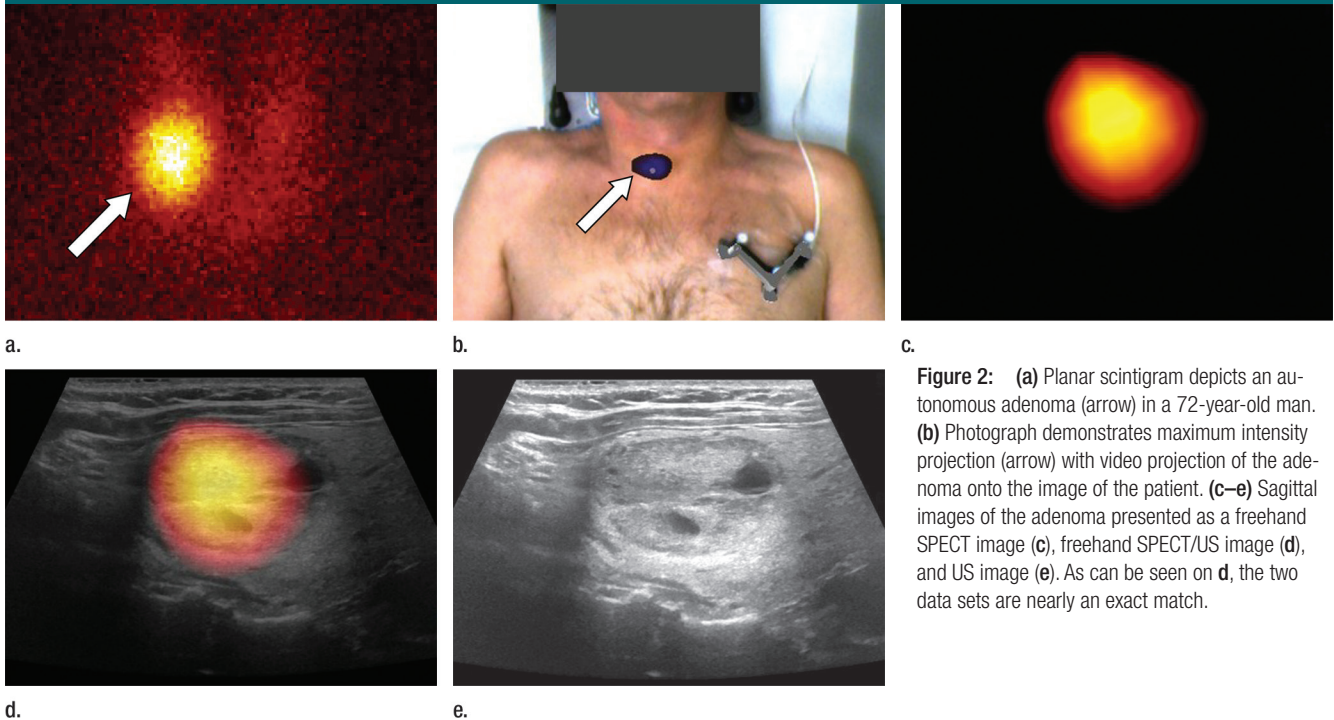 a.
b.
c.
Figure 2: (a) Planar scintigram depicts an au-
tonomous adenoma (arrow) in a 72-year-old man.
(b) Photograph demonstrates maximum intensity
projection (arrow) with video projection of the ade-
noma onto the image of the patient. (c–e) Sagittal
images of the adenoma presented as a freehand
SPECT image (c), freehand SPECT/US image (d),
and US image (e). As can be seen on d, the two
data sets are nearly an exact match.
d.
e.